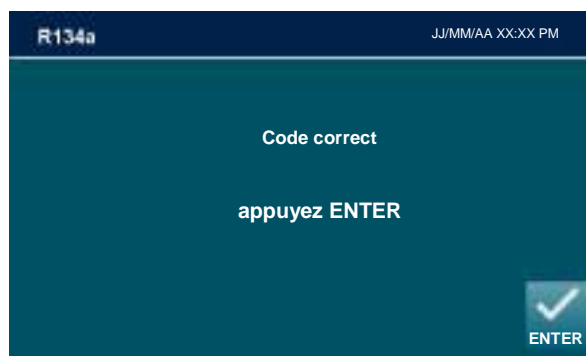 R134a JJ/MM/AA XX:XX PM
Code correct
appuyez ENTER
ENTER